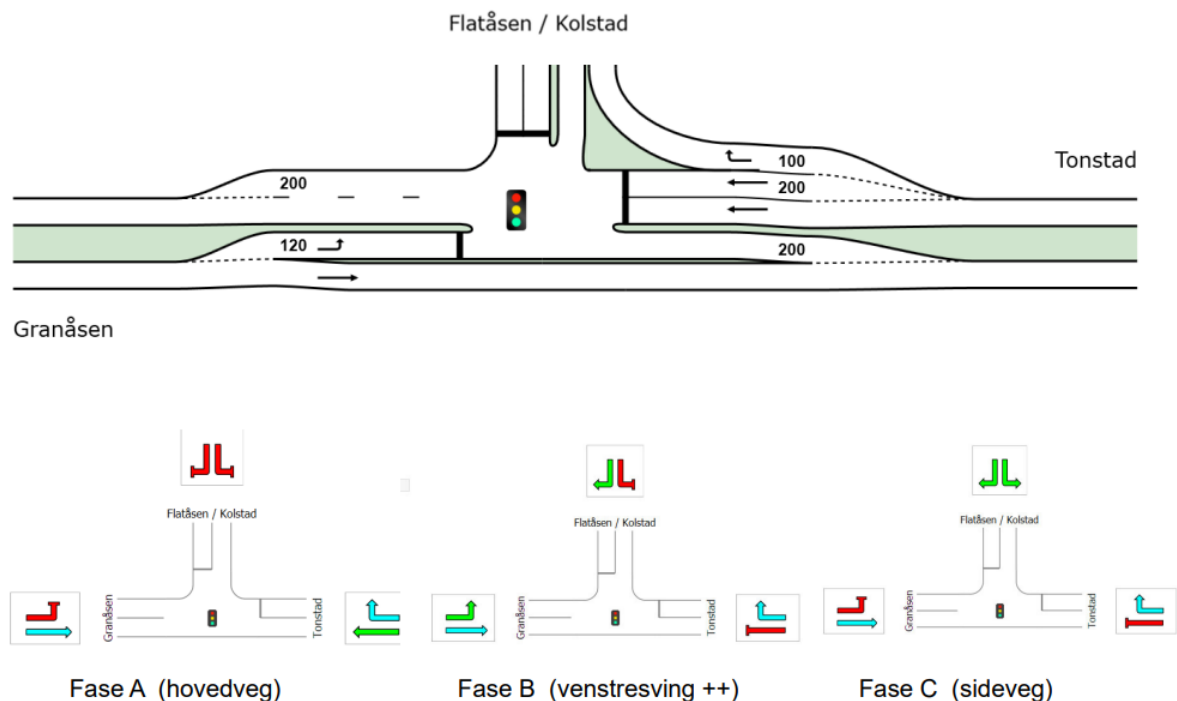 Flatåsen / Kolstad
100
Tonstad
200
200
120
200
Granåsen
Flatåsen / Kolstad
Granåsen
Tonstad
Flatåsen / Kolstad
Granåsen
Tonstad
Flatåsen / Kolstad
Granåsen
Tonstad
Fase A (hovedveg)
Fase B (venstresving ++)
Fase C (sideveg)